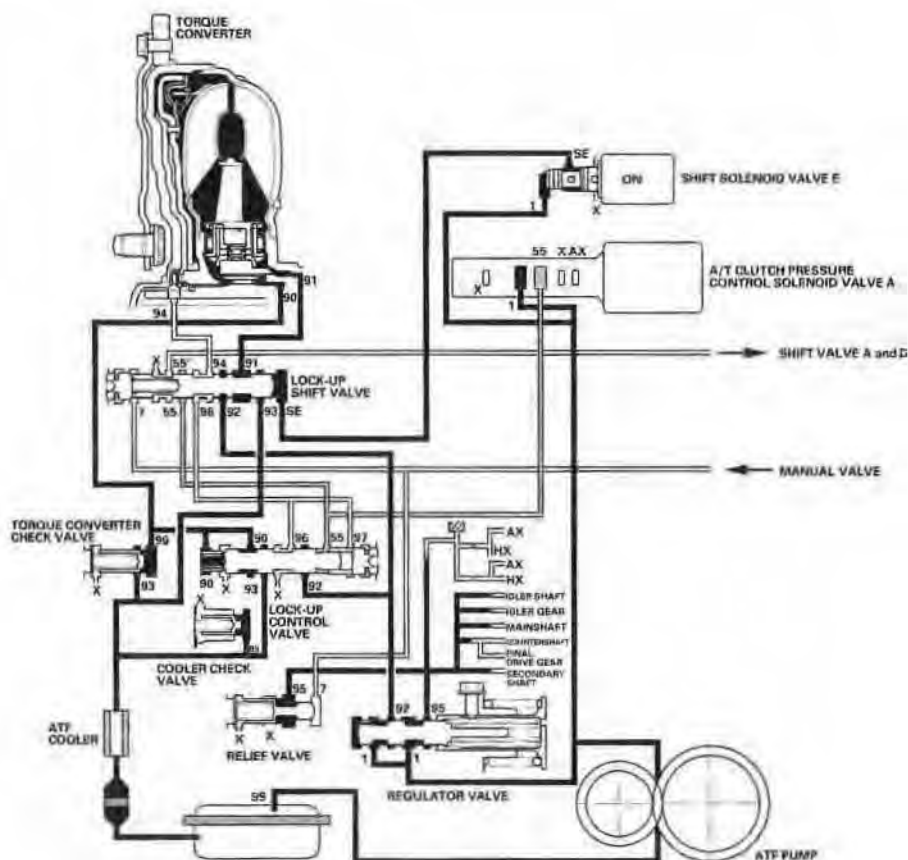 TORQUE
CONVERTER
SE
ON
SHIFT SOLENOID VALVE E
1
X
55
X AX
A/T CLUTCH PRESSURE
CONTROL SOLENOID VALVE A
X
1
91
90
94
X
55
94
91
SHIFT VALVE A and D
LOCK-UP
SHIFT VALVE
7
55
92
93
SE
MANUAL VALVE
TORQUE CONVERTER
CHECK VALVE
90
96
55
97
AX
HX
AX
HX
93
X
90
X
93
X
92
LOCK-UP
CONTROL
VALVE
X
IDLER SHAFT
IDLER GEAR
MAINSHAFT
COUNTERSHAFT
FINAL
DRIVE GEAR
SECONDARY
SHAFT
COOLER CHECK
VALVE
95
7
92
95
ATF
COOLER
X
X
RELIEF VALVE
1
1
REGULATOR VALVE
99
ATF PUMP